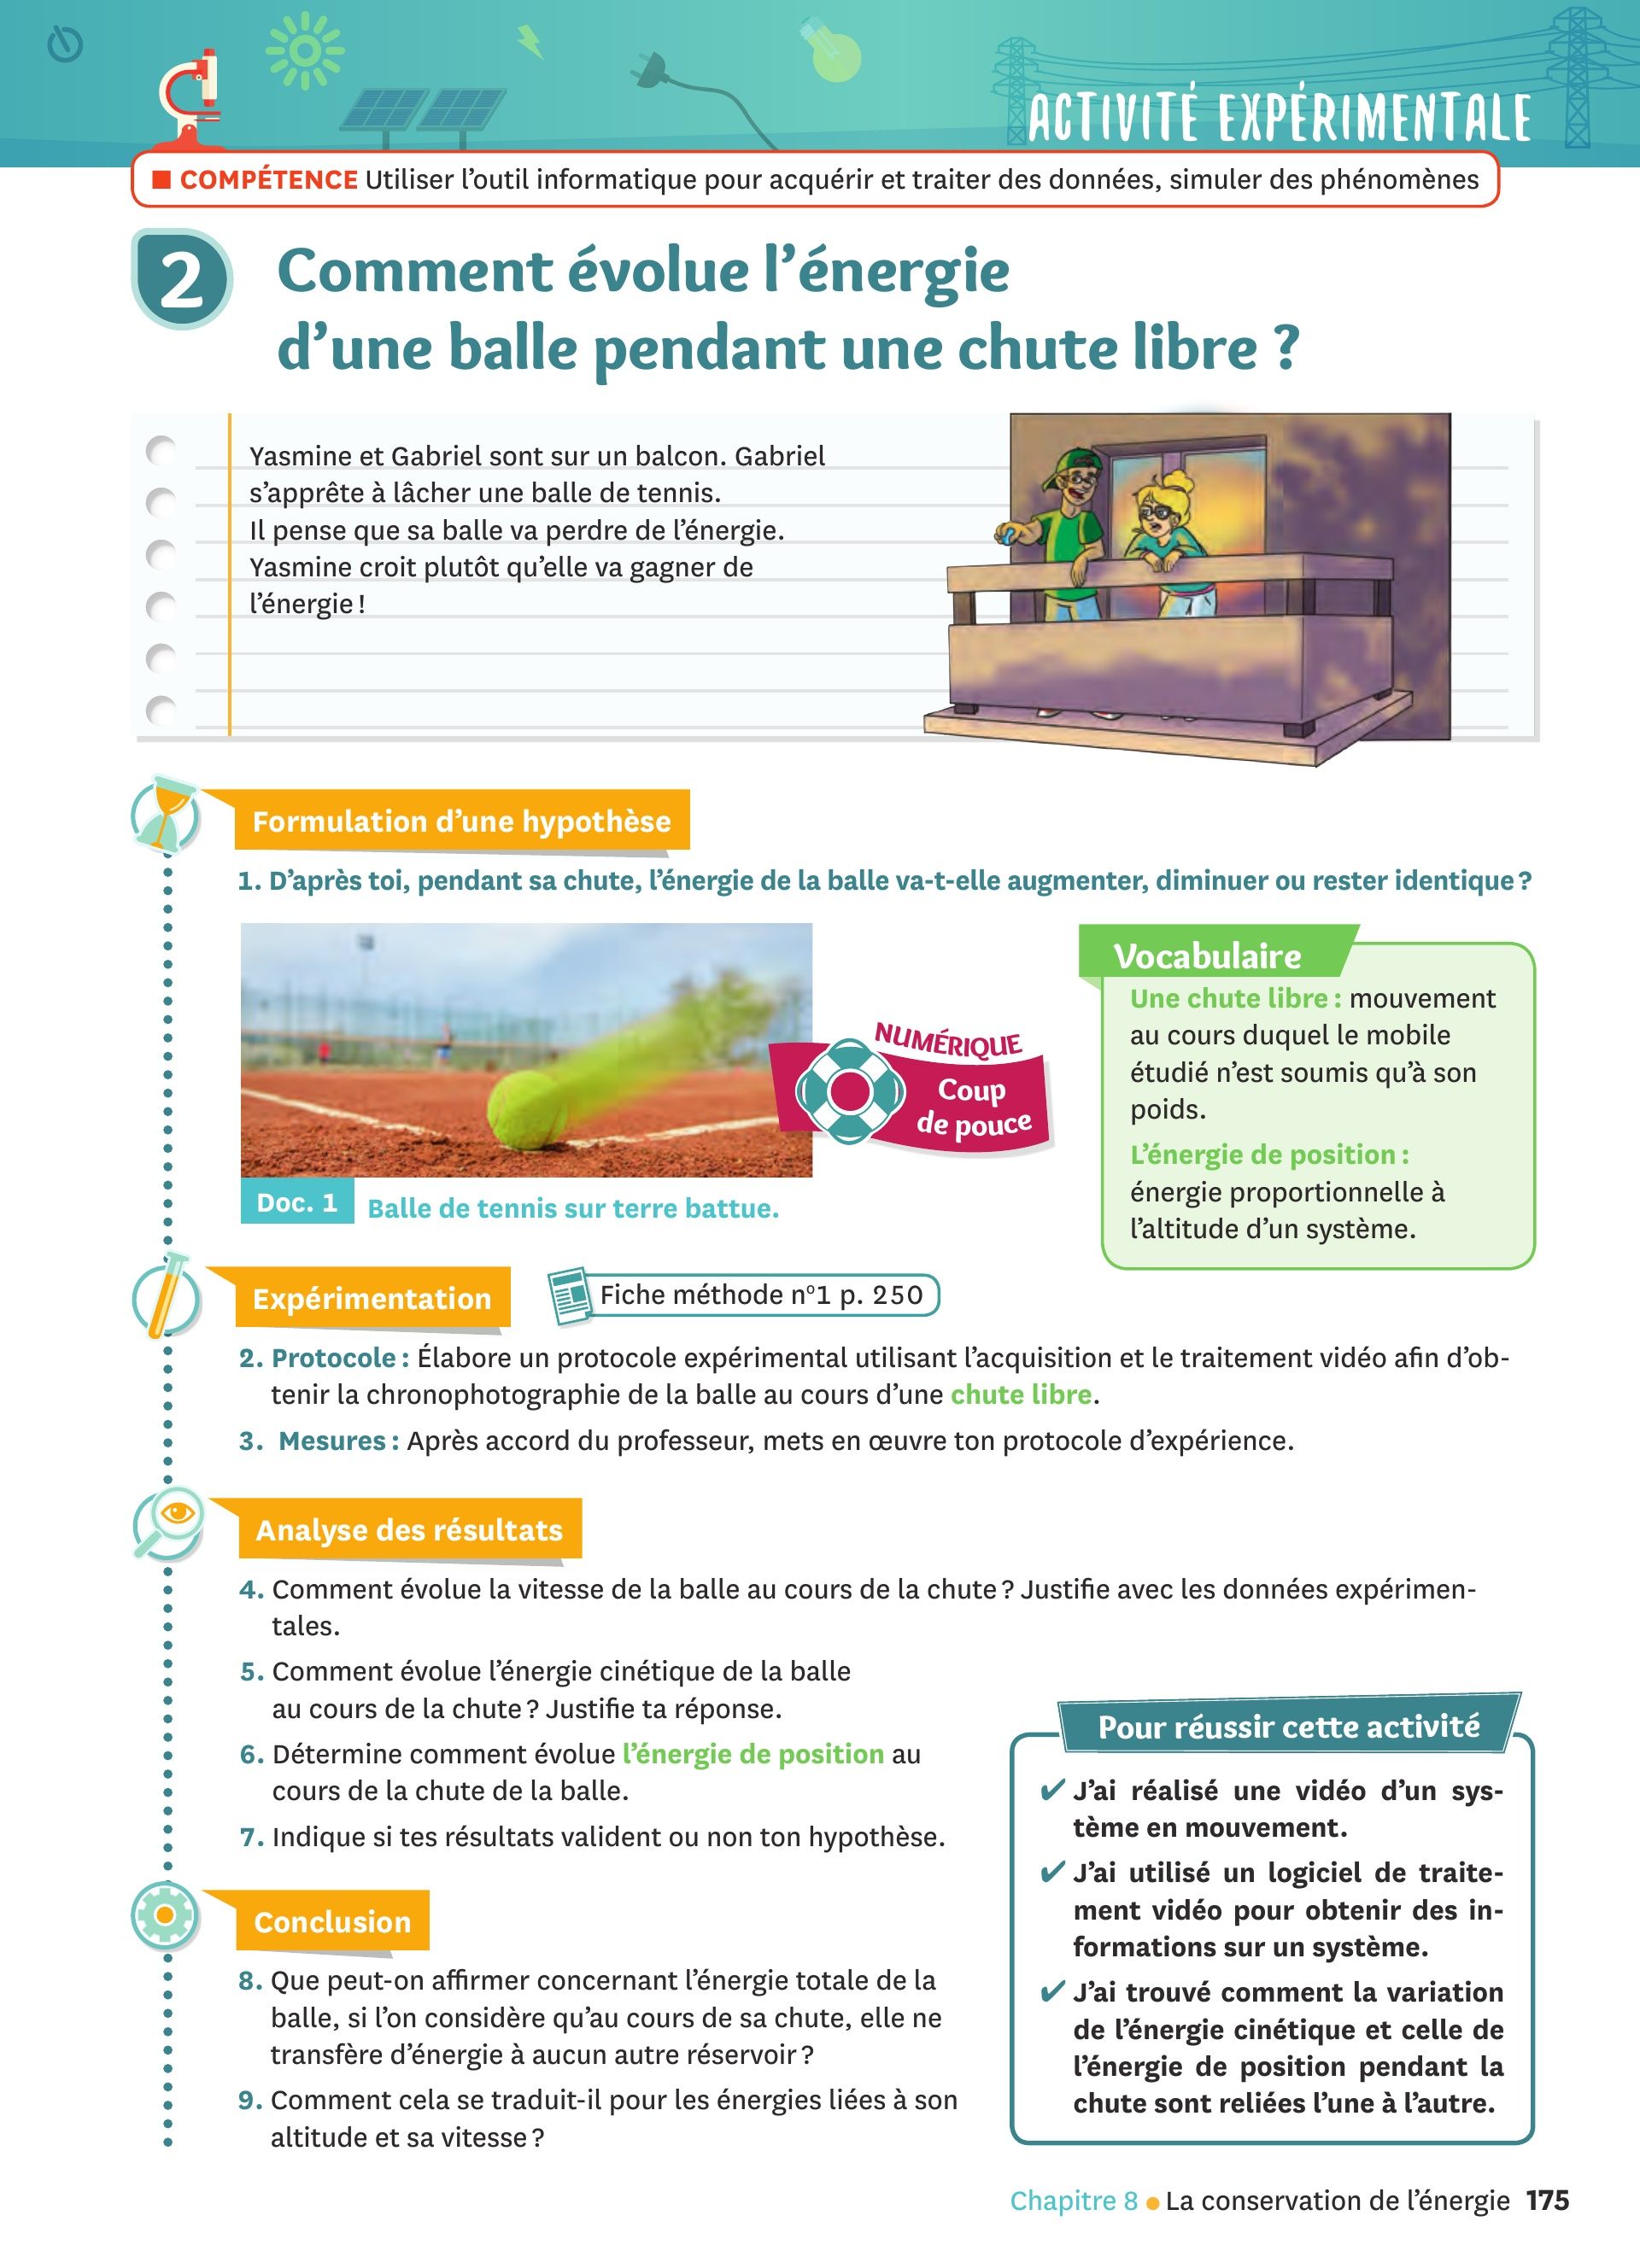 ACTIVITÉ EXPÉRIMENTALE
■ COMPÉTENCE Utiliser l’outil informatique pour acquérir et traiter des données, simuler des phénomènes
2
Comment évolue l’énergie
d’une balle pendant une chute libre ?
Yasmine et Gabriel sont sur un balcon. Gabriel
s’apprête à lâcher une balle de tennis.
Il pense que sa balle va perdre de l’énergie.
Yasmine croit plutôt qu’elle va gagner de
l’énergie !
Formulation d’une hypothèse
1. D’après toi, pendant sa chute, l’énergie de la balle va-t-elle augmenter, diminuer ou rester identique ?
NUMÉRIQUE
Coup
de pouce
Doc. 1 Balle de tennis sur terre battue.
Vocabulaire
Une chute libre : mouvement
au cours duquel le mobile
étudié n’est soumis qu’à son
poids.
L’énergie de position :
énergie proportionnelle à
l’altitude d’un système.
Expérimentation
Fiche méthode n°1 p. 250
2. Protocole : Élabore un protocole expérimental utilisant l’acquisition et le traitement vidéo afin d’ob-
tenir la chronophotographie de la balle au cours d’une chute libre.
3. Mesures : Après accord du professeur, mets en œuvre ton protocole d’expérience.
Analyse des résultats
4. Comment évolue la vitesse de la balle au cours de la chute ? Justifie avec les données expérimen-
tales.
5. Comment évolue l’énergie cinétique de la balle
au cours de la chute ? Justifie ta réponse.
6. Détermine comment évolue l’énergie de position au
cours de la chute de la balle.
7. Indique si tes résultats valident ou non ton hypothèse.
Conclusion
8. Que peut-on affirmer concernant l’énergie totale de la
balle, si l’on considère qu’au cours de sa chute, elle ne
transfère d’énergie à aucun autre réservoir ?
9. Comment cela se traduit-il pour les énergies liées à son
altitude et sa vitesse ?
Pour réussir cette activité
✔ J’ai réalisé une vidéo d’un sys-
tème en mouvement.
✔ J’ai utilisé un logiciel de traite-
ment vidéo pour obtenir des in-
formations sur un système.
✔ J’ai trouvé comment la variation
de l’énergie cinétique et celle de
l’énergie de position pendant la
chute sont reliées l’une à l’autre.
Chapitre 8 • La conservation de l’énergie 175